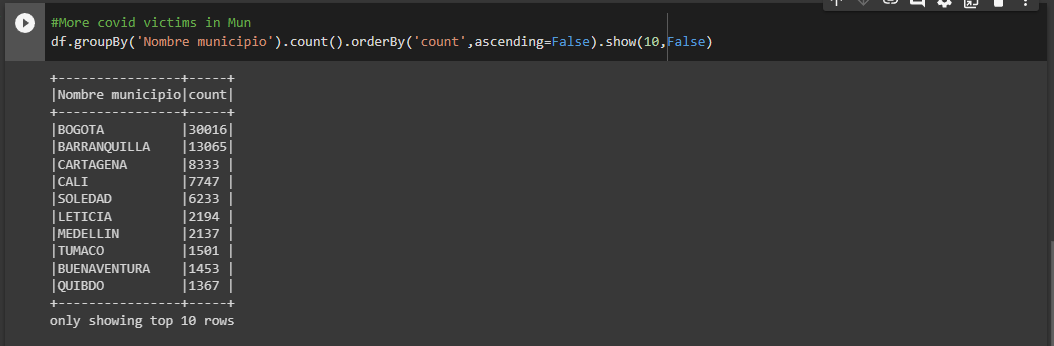 #More covid victims in Mun
df.groupBy('Nombre municipio').count().orderBy('count',ascending=False).show(10,False)
+----------------+-----+
|Nombre municipio|count|
+----------------+-----+
|BOGOTA          |30016|
|BARRANQUILLA    |13065|
|CARTAGENA       |8333 |
|CALI            |7747 |
|SOLEDAD         |6233 |
|LETICIA         |2194 |
|MEDELLIN        |2137 |
|TUMACO          |1501 |
|BUENAVENTURA    |1453 |
|QUIBDO          |1367 |
+----------------+-----+
only showing top 10 rows